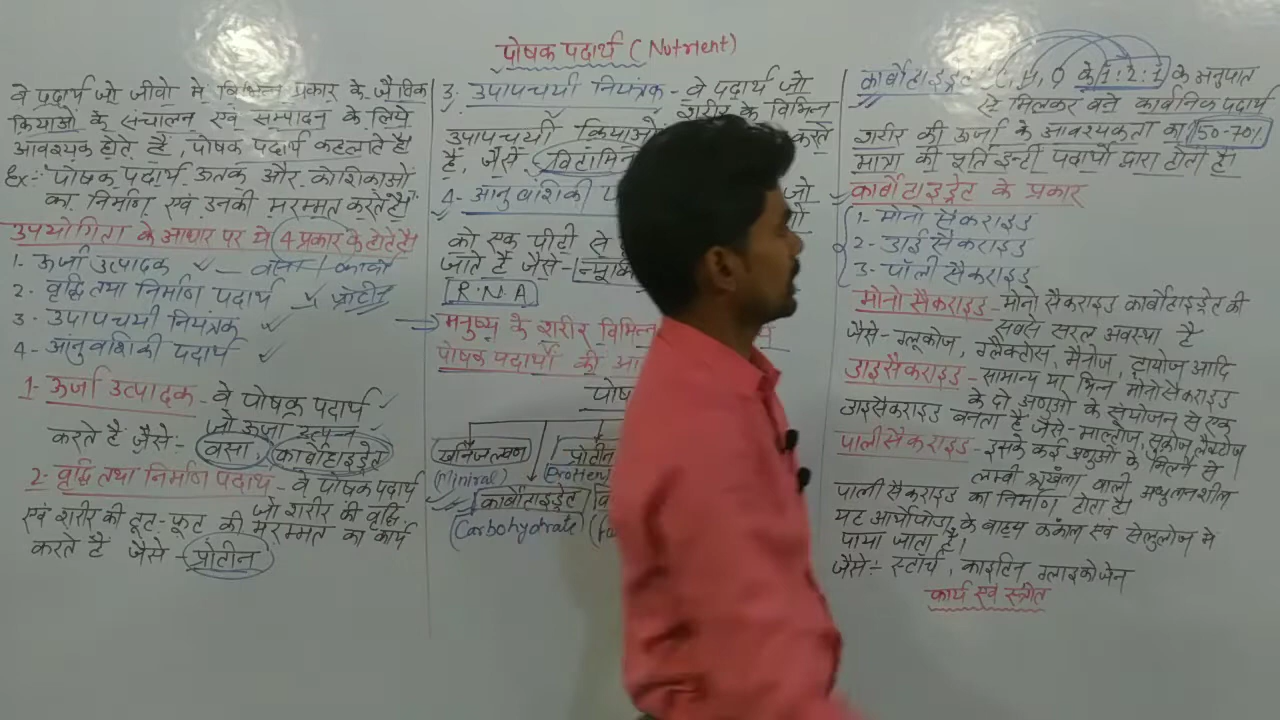 पोषक पदार्थ (Nutrient)
वे पदार्थ जो जीवो मे विभिन्न प्रकार के जैविक
क्रियाओ के संचालन एवं सम्पादन के लिये
आवश्यक होते हैं, पोषक पदार्थ कहलाते है
Ex:- पोषक पदार्थ ऊतक और कोशिकाओं
का निर्माण एवं उनकी मरम्मत करते है
उपयोगिता के आधार पर ये 4 प्रकार के होते है
1- ऊर्जा उत्पादक - वसा / कार्बो
2- वृद्धि तथा निर्माण पदार्थ प्रोटीन
3- उपापचयी नियंत्रक
4- आनुवंशिकी पदार्थ
1- ऊर्जा उत्पादक - वे पोषक पदार्थ
जो ऊर्जा उत्पन्न
करते है जैसे:- वसा, कार्बोहाइड्रेट
2- वृद्धि तथा निर्माण पदार्थ - वे पोषक पदार्थ
जो शरीर की वृद्धि
एवं शरीर की टूट-फूट की मरम्मत का कार्य
करते है जैसे - प्रोटीन
3- उपापचयी नियंत्रक - वे पदार्थ जो
शरीर के विभिन्न
उपापचयी क्रियाओ करते
है, जैसे विटामिन
4- आनुवंशिकी जो
को एक पीढी से
जाते है जैसे-
R.N.A
मनुष्य के शरीर विभिन्न
पोषक पदार्थो की
खनिज लवण प्रोटीन
(Miniral)
कार्बोहाइड्रेट
(Carbohydrate)
कार्बोहाइड्रेट C, H, O के 1:2:1 के अनुपात
से मिलकर बने कार्बनिक पदार्थ
शरीर की ऊर्जा के आवश्यकता का 50-70%
मात्रा की पूर्ति इन्ही पदार्थो द्वारा होती है।
कार्बोहाइड्रेट के प्रकार
1- मोनो सैकराइड
2- डाई सैकराइड
3- पॉली सैकराइड
मोनो सैकराइड - मोनो सैकराइड कार्बोहाइड्रेट की
सबसे सरल अवस्था है
जैसे- ग्लूकोज, ग्लैक्टोस, मैनोज, ट्रायोज आदि
डाइसैकराइड - सामान्य या भिन्न मोनोसैकराइड
के दो अणुओ के संयोजन से एक
डाइसैकराइड बनता है जैसे- माल्टोज, सुक्रोज, लैक्टोज
पालीसैकराइड - इसके कई अणुओ के मिलने से
लम्बी श्रृंखला वाली अघुलनशील
पाली सैकराइड का निर्माण होता है।
यह आर्थोपोडा के वाह्य कंकाल एवं सेलुलोज मे
पाया जाता है।
जैसे:- स्टॉर्च, काइटिन ग्लाइकोजेन
कार्य एवं स्त्रोत